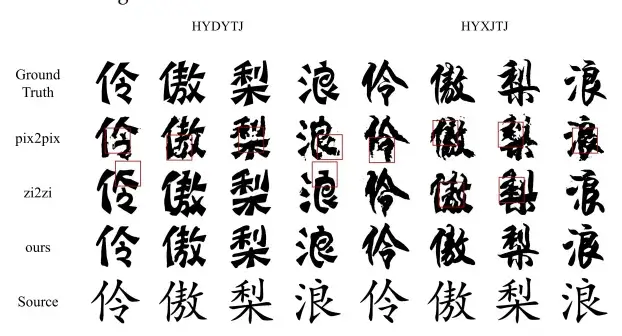 HYDYTJ HYXJTJ
Ground Truth 伶 傲 梨 浪 伶 傲 梨 浪
pix2pix 伶 傲 梨 浪 伶 傲 梨 浪
zi2zi 伶 傲 梨 浪 伶 傲 梨 浪
ours 伶 傲 梨 浪 伶 傲 梨 浪
Source 伶 傲 梨 浪 伶 傲 梨 浪